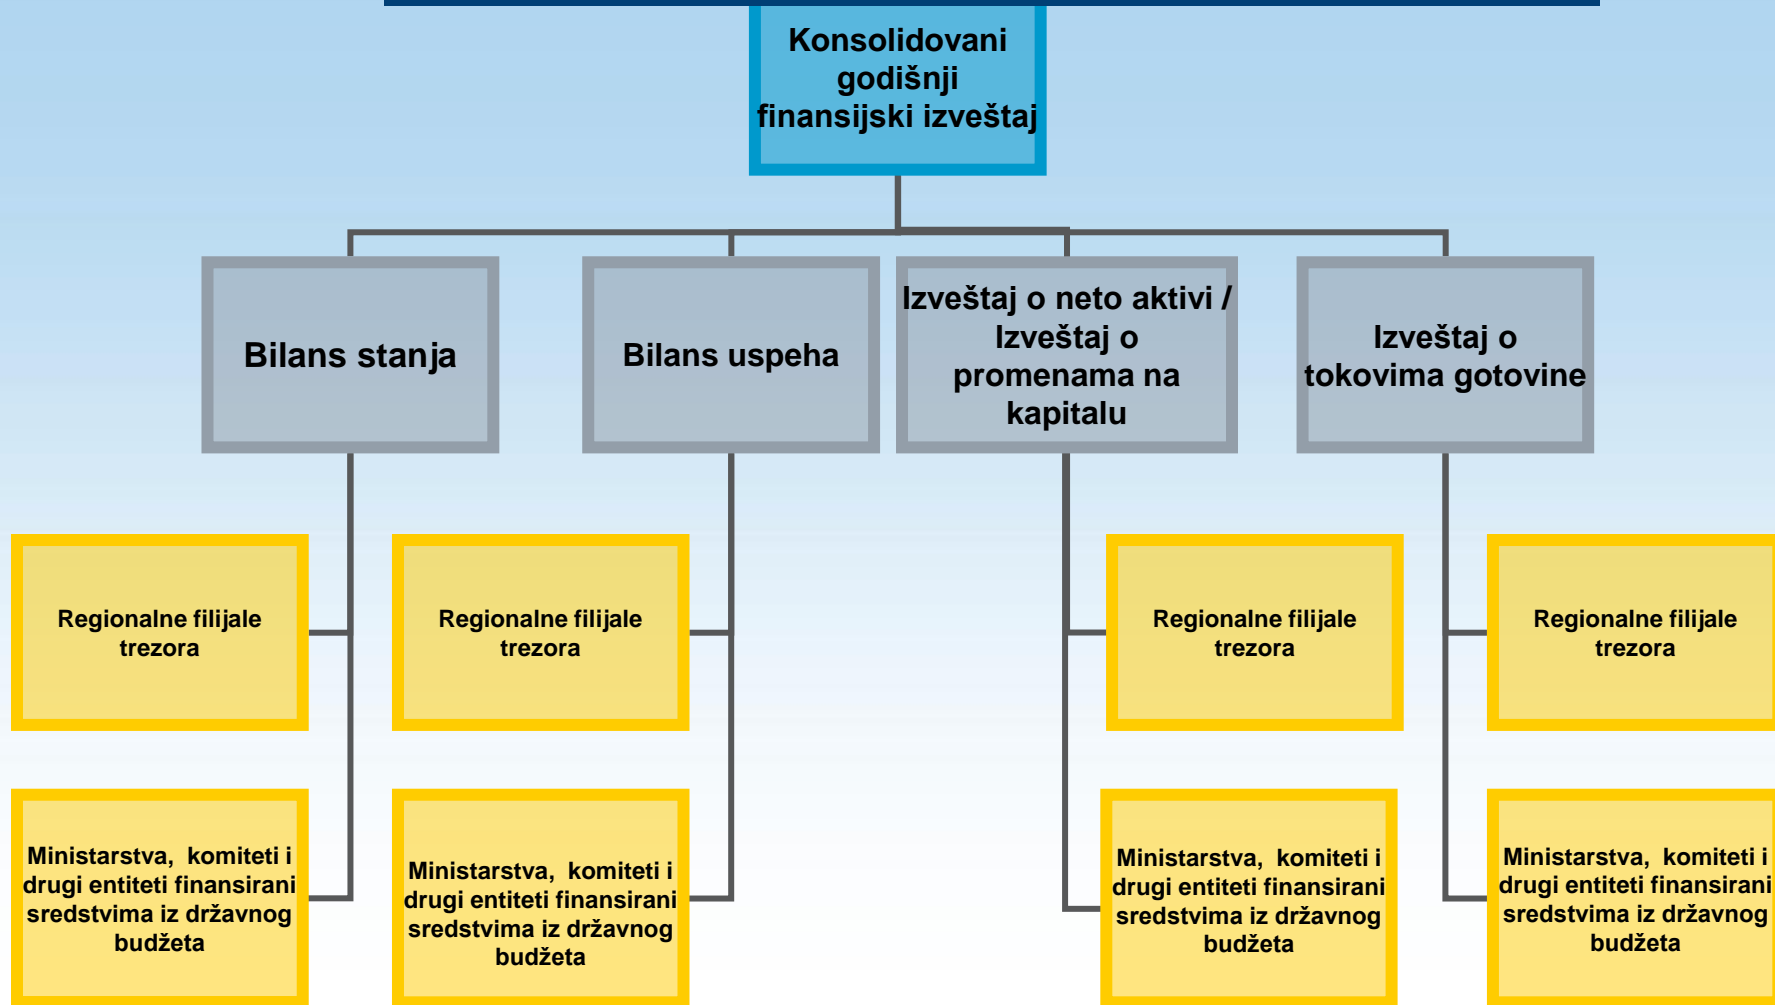 Konsolidovani
godišnji
finansijski izveštaj
Bilans stanja
Bilans uspeha
Izveštaj o neto aktivi /
Izveštaj o
promenama na
kapitalu
Izveštaj o
tokovima gotovine
Regionalne filijale
trezora
Regionalne filijale
trezora
Regionalne filijale
trezora
Regionalne filijale
trezora
Ministarstva, komiteti i
drugi entiteti finansirani
sredstvima iz državnog
budžeta
Ministarstva, komiteti i
drugi entiteti finansirani
sredstvima iz državnog
budžeta
Ministarstva, komiteti i
drugi entiteti finansirani
sredstvima iz državnog
budžeta
Ministarstva, komiteti i
drugi entiteti finansirani
sredstvima iz državnog
budžeta